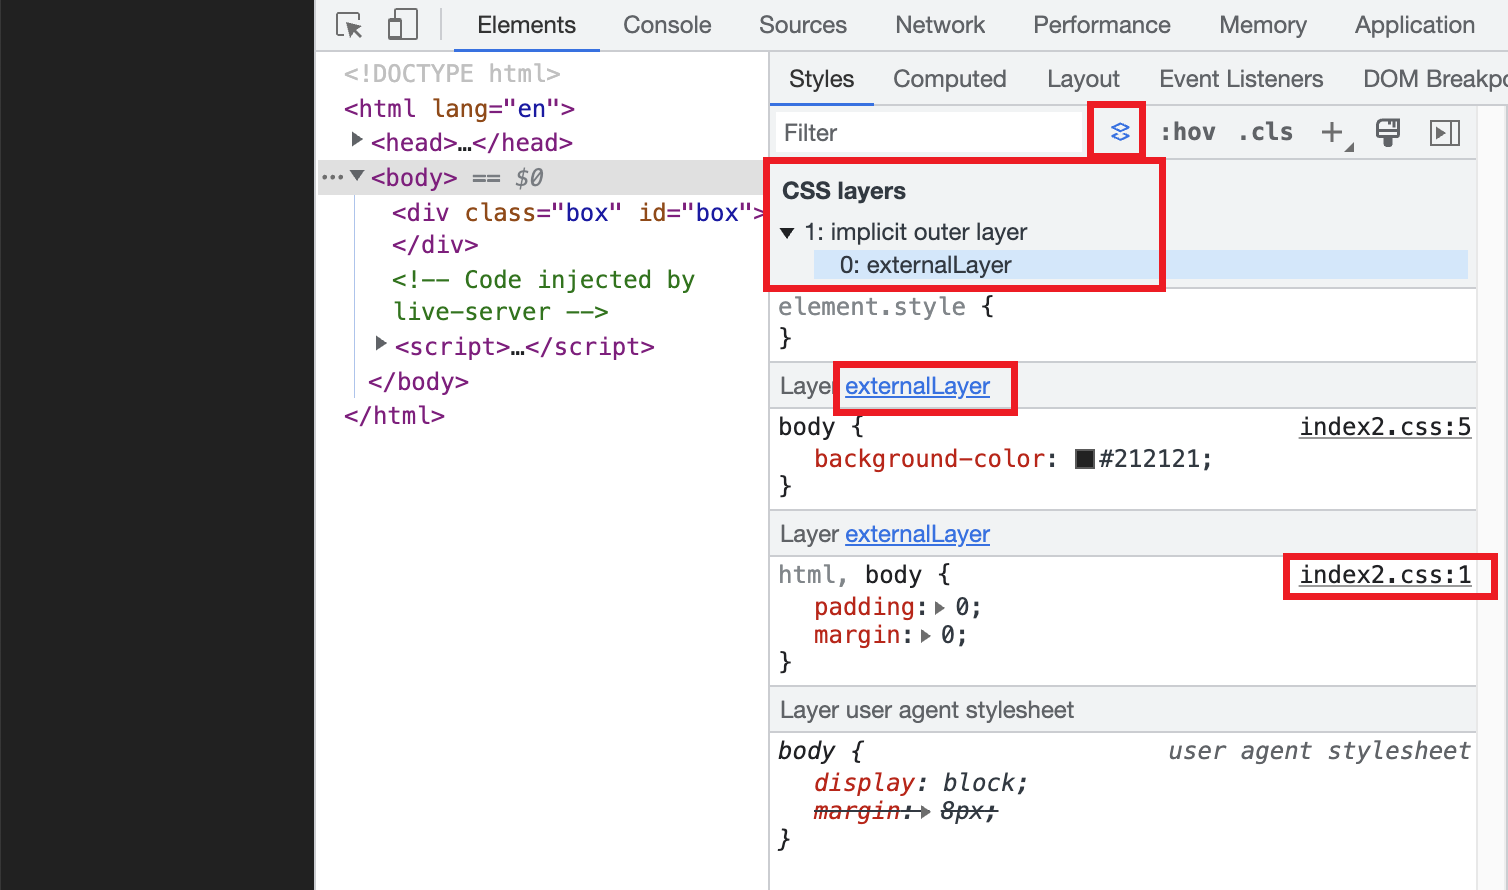 Elements Console Sources Network Performance Memory Application
<!DOCTYPE html>
<html lang="en">
<head>…</head>
<body> == $0
<div class="box" id="box">
</div>
<!-- Code injected by
live-server -->
<script>…</script>
</body>
</html>
Styles Computed Layout Event Listeners DOM Breakpo
Filter :hov .cls
CSS layers
1: implicit outer layer
0: externalLayer
element.style {
}
Layer externalLayer
body { index2.css:5
background-color: #212121;
}
Layer externalLayer
html, body { index2.css:1
padding: 0;
margin: 0;
}
Layer user agent stylesheet
body { user agent stylesheet
display: block;
margin: 8px;
}